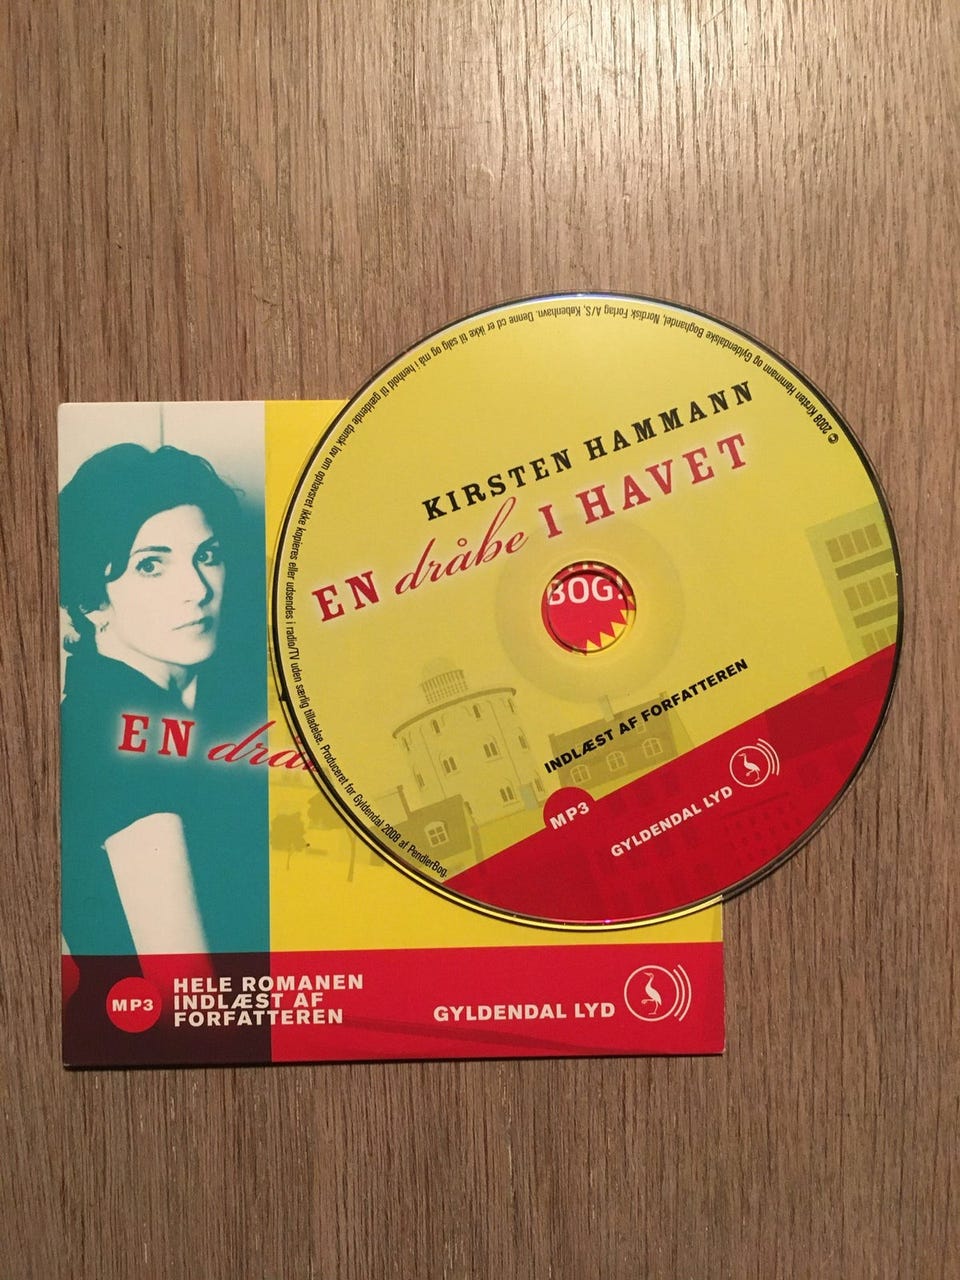 © 2008 Kirsten Hammann og Gyldendalske Boghandel, Nordisk Forlag A/S, København. Denne cd er ikke til salg og må i henhold til gældende dansk lov om ophavsret ikke kopieres eller udsendes i radio/TV uden særlig tilladelse. Produceret for Gyldendal 2008 af PendlerBog.
KIRSTEN HAMMANN
EN dråbe I HAVET
BOG!
INDLÆST AF FORFATTEREN
MP3
GYLDENDAL LYD
EN drå
MP3
HELE ROMANEN
INDLÆST AF
FORFATTEREN
GYLDENDAL LYD